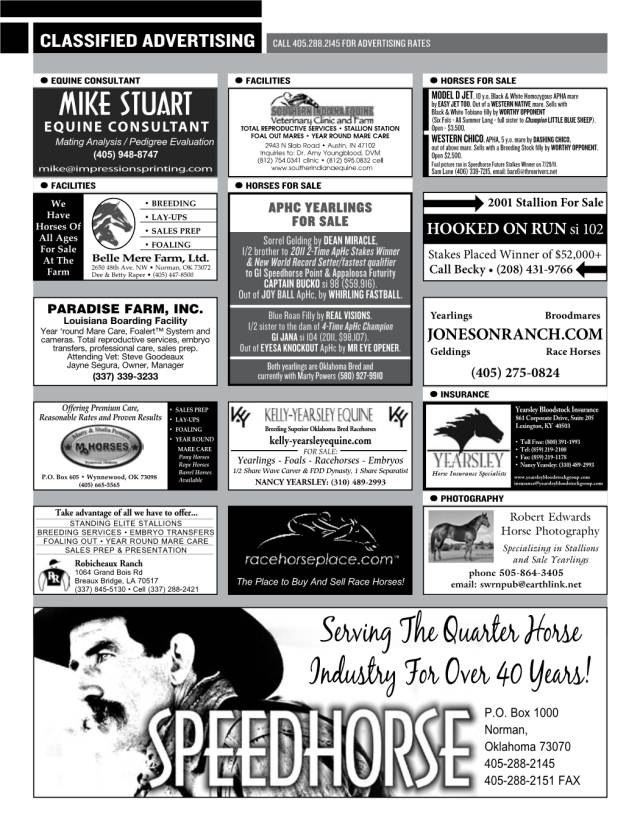 CLASSIFIED ADVERTISING
CALL 405.288.2145 FOR ADVERTISING RATES
● EQUINE CONSULTANT
MIKE STUART
EQUINE CONSULTANT
Mating Analysis / Pedigree Evaluation
(405) 948-8747
mike@impressionsprinting.com
● FACILITIES
We
Have
Horses Of
All Ages
For Sale
At The
Farm
• BREEDING
• LAY-UPS
• SALES PREP
• FOALING
Belle Mere Farm, Ltd.
2650 48th Ave. NW • Norman, OK 73072
Dee & Betty Raper • (405) 447-8500
PARADISE FARM, INC.
Louisiana Boarding Facility
Year 'round Mare Care, Foalert™ System and
cameras. Total reproductive services, embryo
transfers, professional care, sales prep.
Attending Vet: Steve Goodeaux
Jayne Segura, Owner, Manager
(337) 339-3233
Offering Premium Care,
Reasonable Rates and Proven Results
HORSES
• SALES PREP
• LAY-UPS
• FOALING
• YEAR ROUND
MARE CARE
Pony Horses
Rope Horses
Barrel Horses
Available
P.O. Box 605 • Wynnewood, OK 73098
(405) 665-5565
Take advantage of all we have to offer...
STANDING ELITE STALLIONS
BREEDING SERVICES • EMBRYO TRANSFERS
FOALING OUT • YEAR ROUND MARE CARE
SALES PREP & PRESENTATION
Robicheaux Ranch
1064 Grand Bois Rd
Breaux Bridge, LA 70517
(337) 845-5130 • Cell (337) 288-2421
● FACILITIES
SOUTHERN INDIANA EQUINE
Veterinary Clinic and Farm
TOTAL REPRODUCTIVE SERVICES • STALLION STATION
FOAL OUT MARES • YEAR ROUND MARE CARE
2943 N Slab Road • Austin, IN 47102
Inquiries to: Dr. Amy Youngblood, DVM
(812) 754.0341 clinic • (812) 595.0832 cell
www.southernindianaequine.com
● HORSES FOR SALE
APHC YEARLINGS
FOR SALE
Sorrel Gelding by DEAN MIRACLE,
1/2 brother to 2011 2-Time ApHc Stakes Winner
& New World Record Setter/fastest qualifier
to GI Speedhorse Point & Appaloosa Futurity
CAPTAIN BUCKO si 98 ($59,916).
Out of JOY BALL ApHc, by WHIRLING FASTBALL.
Blue Roan Filly by REAL VISIONS.
1/2 sister to the dam of 4-Time ApHc Champion
GI JANA si 104 (2011, $98,107).
Out of EYESA KNOCKOUT ApHc by MR EYE OPENER.
Both yearlings are Oklahoma Bred and
currently with Marty Powers (580) 927-9910
KELLY-YEARSLEY EQUINE
Breeding Superior Oklahoma Bred Racehorses
kelly-yearsleyequine.com
FOR SALE:
Yearlings - Foals - Racehorses - Embryos
1/2 Share Wave Carver & FDD Dynasty, 1 Share Separatist
NANCY YEARSLEY: (310) 489-2993
racehorseplace.com™
The Place to Buy And Sell Race Horses!
● HORSES FOR SALE
MODEL D JET, 10 y.o. Black & White Homozygous APHA mare
by EASY JET TOO. Out of a WESTERN NATIVE mare. Sells with
Black & White Tobiano filly by WORTHY OPPONENT
(Six Fols - All Summer Long - full sister to Champion LITTLE BLUE SHEEP).
Open - $3,500.
WESTERN CHICO, APHA, 5 y.o. mare by DASHING CHICO,
out of above mare. Sells with a Breeding Stock filly by WORTHY OPPONENT.
Open $2,500.
Foal picture ran in Speedhorse Future Stakes Winner on 7/29/11.
Sam Lane (406) 338-7215, email: barx6@threerivers.net
2001 Stallion For Sale
HOOKED ON RUN si 102
Stakes Placed Winner of $52,000+
Call Becky • (208) 431-9766
Yearlings Broodmares
JONESONRANCH.COM
Geldings Race Horses
(405) 275-0824
● INSURANCE
YEARSLEY
Horse Insurance Specialists
Yearsley Bloodstock Insurance
861 Corporate Drive, Suite 205
Lexington, KY 40503
• Toll Free: (800) 391-1993
• Tel: (859) 219-2100
• Fax: (859) 219-1178
• Nancy Yearsley: (310) 489-2993
www.yearsleybloodstockgroup.com
insurance@yearsleybloodstockgroup.com
● PHOTOGRAPHY
Robert Edwards
Horse Photography
Specializing in Stallions
and Sale Yearlings
phone 505-864-3405
email: swrnpub@earthlink.net
Serving The Quarter Horse
Industry For Over 40 Years!
SPEEDHORSE
P.O. Box 1000
Norman,
Oklahoma 73070
405-288-2145
405-288-2151 FAX